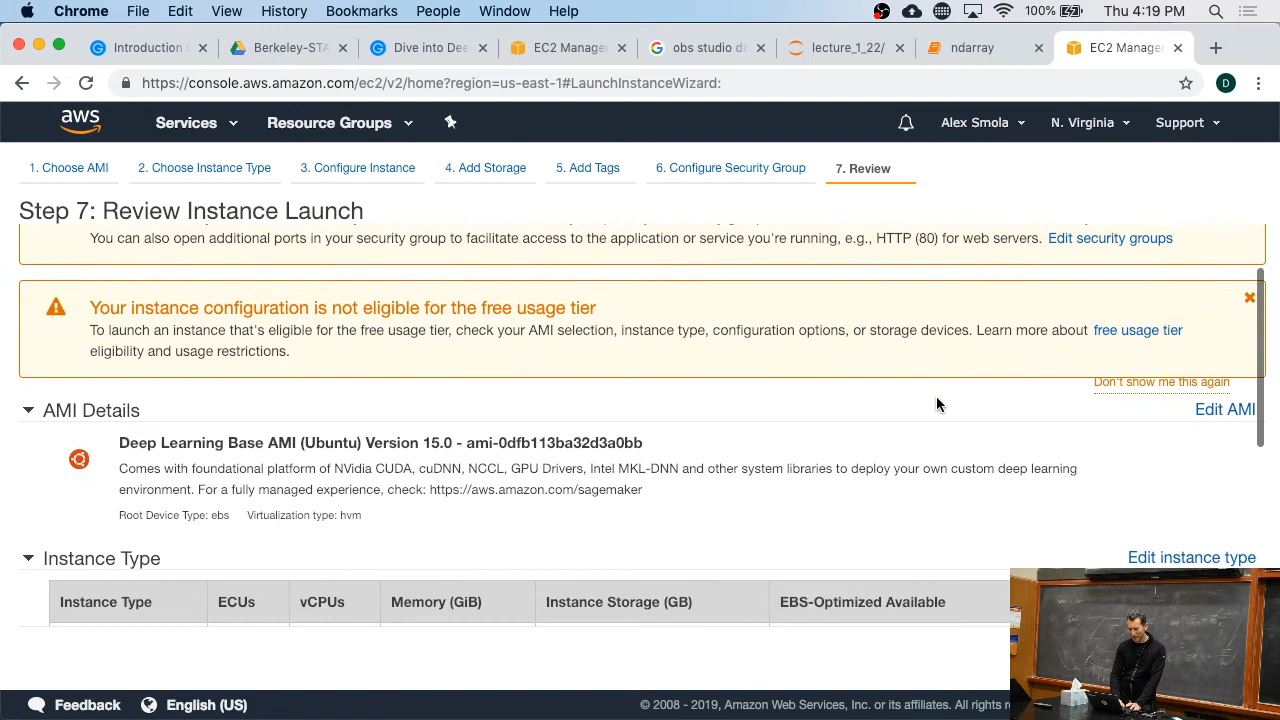 Chrome File Edit View History Bookmarks People Window Help 100% Thu 4:19 PM
Introduction t Berkeley-STA Dive into Dee EC2 Manage obs studio do lecture_1_22/ ndarray EC2 Manage
https://console.aws.amazon.com/ec2/v2/home?region=us-east-1#LaunchInstanceWizard: D
aws Services Resource Groups Alex Smola N. Virginia Support
1. Choose AMI 2. Choose Instance Type 3. Configure Instance 4. Add Storage 5. Add Tags 6. Configure Security Group 7. Review
Step 7: Review Instance Launch
You can also open additional ports in your security group to facilitate access to the application or service you're running, e.g., HTTP (80) for web servers. Edit security groups
Your instance configuration is not eligible for the free usage tier
To launch an instance that's eligible for the free usage tier, check your AMI selection, instance type, configuration options, or storage devices. Learn more about free usage tier
eligibility and usage restrictions.
Don't show me this again
AMI Details Edit AMI
Deep Learning Base AMI (Ubuntu) Version 15.0 - ami-0dfb113ba32d3a0bb
Comes with foundational platform of NVidia CUDA, cuDNN, NCCL, GPU Drivers, Intel MKL-DNN and other system libraries to deploy your own custom deep learning
environment. For a fully managed experience, check: https://aws.amazon.com/sagemaker
Root Device Type: ebs Virtualization type: hvm
Instance Type Edit instance type
Instance Type ECUs vCPUs Memory (GiB) Instance Storage (GB) EBS-Optimized Available
Feedback English (US) © 2008 - 2019, Amazon Web Services, Inc. or its affiliates. All rights